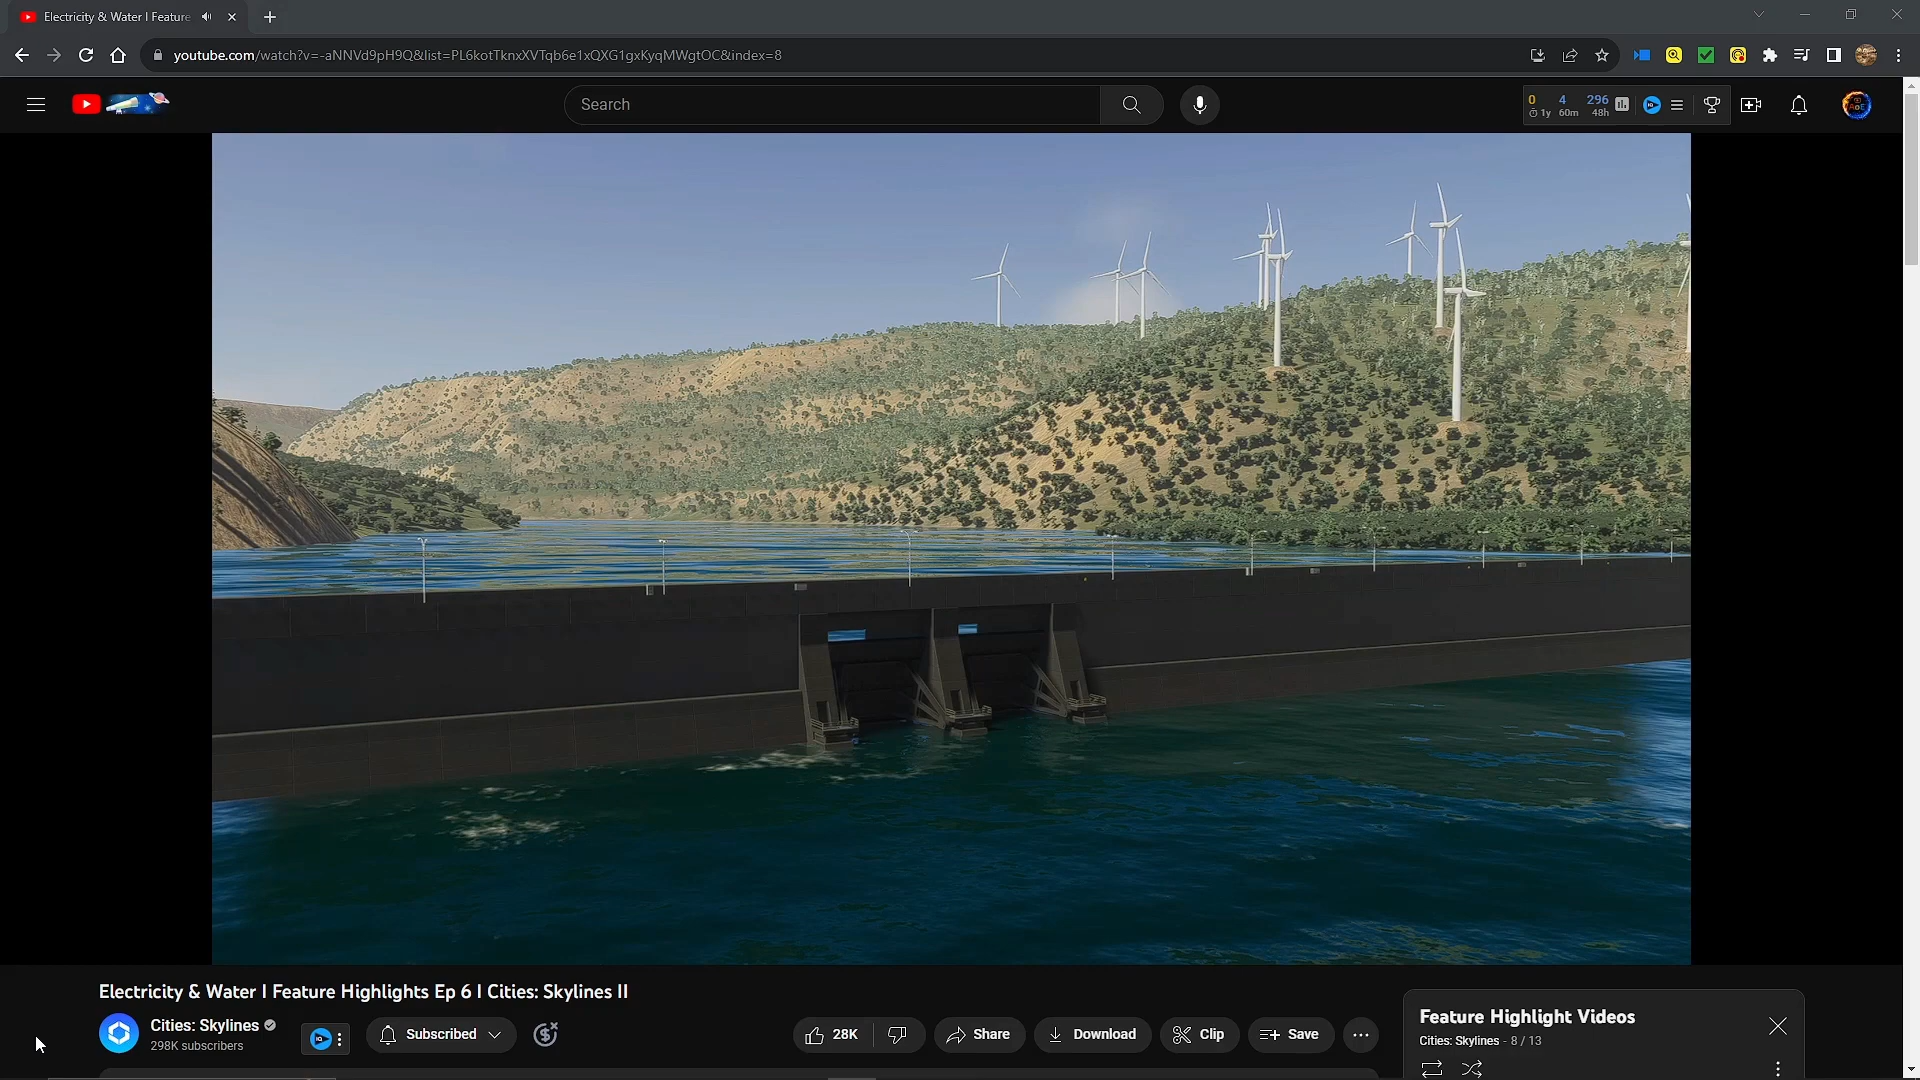 Electricity & Water I Feature
youtube.com/watch?v=-aNNVd9pH9Q&list=PL6kotTknxXVTqb6e1xQXG1gxKyqMWgtOC&index=8
Search
0 4 296
1y 60m 48h
Electricity & Water I Feature Highlights Ep 6 I Cities: Skylines II
Cities: Skylines
298K subscribers
Subscribed
28K
Share
Download
Clip
Save
Feature Highlight Videos
Cities: Skylines - 8 / 13